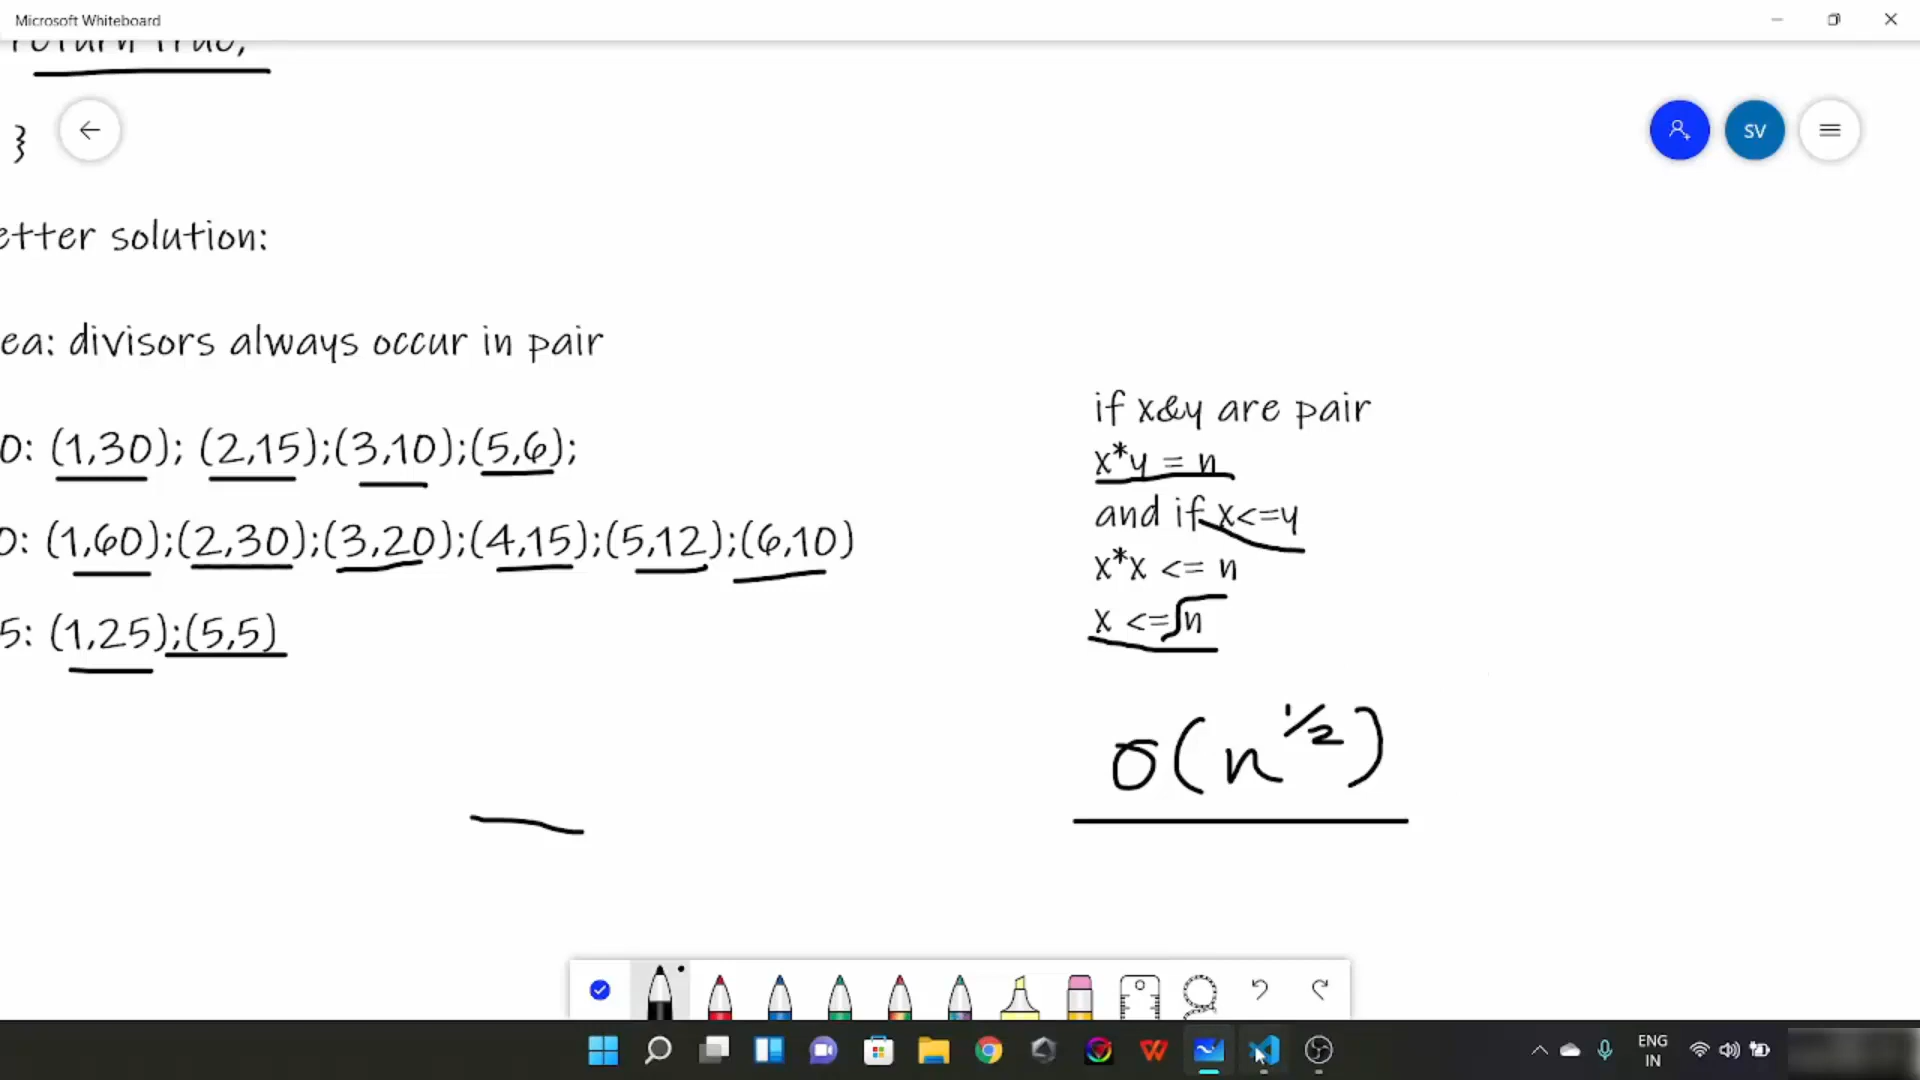 Microsoft Whiteboard
return true;
}
SV
etter solution:
ea: divisors always occur in pair
0: (1,30); (2,15);(3,10);(5,6);
0: (1,60);(2,30);(3,20);(4,15);(5,12);(6,10)
5: (1,25);(5,5)
if x&y are pair
x*y = n
and if x<=y
x*x <= n
x <=√n
O(n^1/2)
ENG
IN